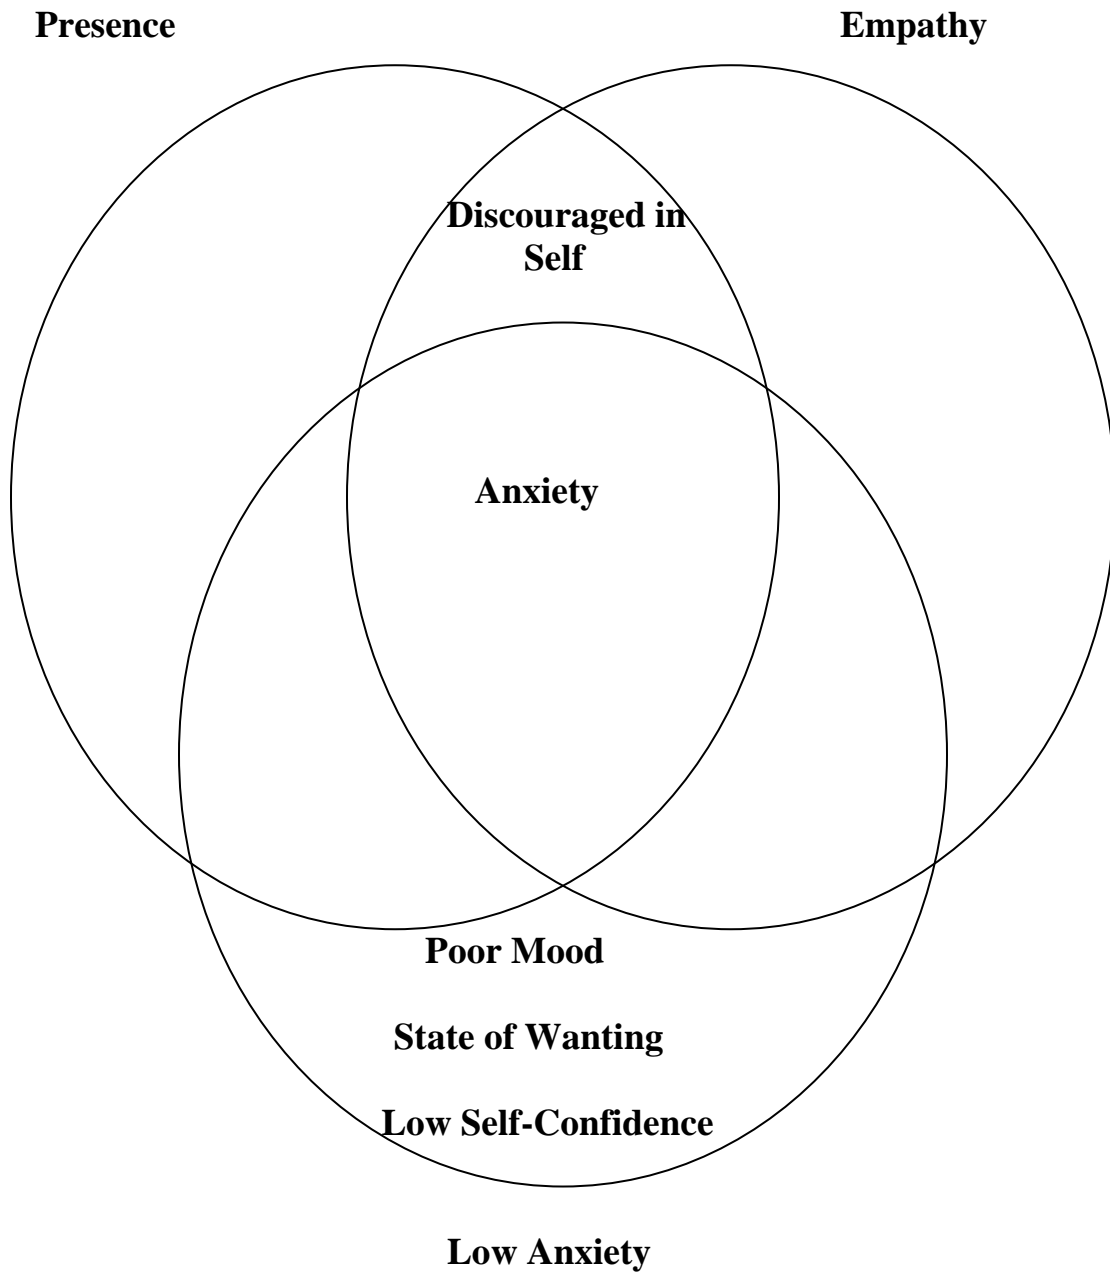 Presence
Empathy
Discouraged in
Self
Anxiety
Poor Mood
State of Wanting
Low Self-Confidence
Low Anxiety